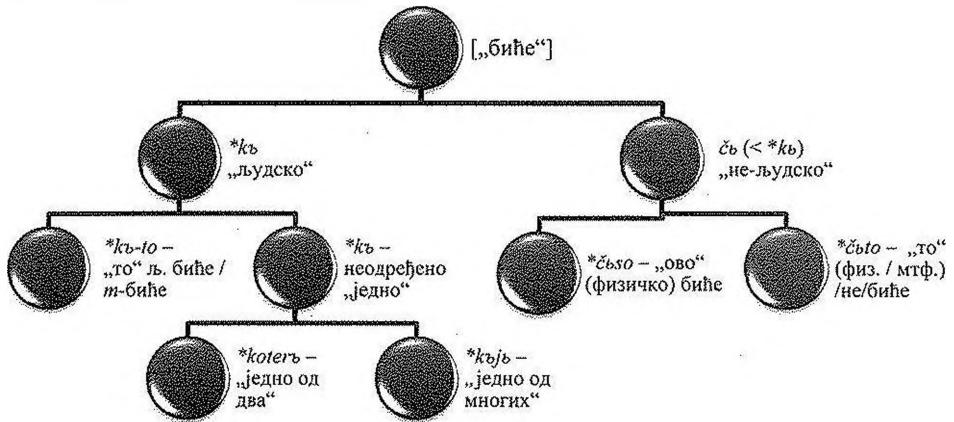 [„биће“]
*kъ
„људско“
čь (< *kь)
„не-људско“
*kъ-to –
„то“ љ. биће /
т-биће
*kъ –
неодређено
„једно“
*čьso – „ово“
(физичко) биће
*čьto – „то“
(физ. / мтф.)
/не/биће
*koterъ –
„једно од
два“
*kъjь –
„једно од
многих“